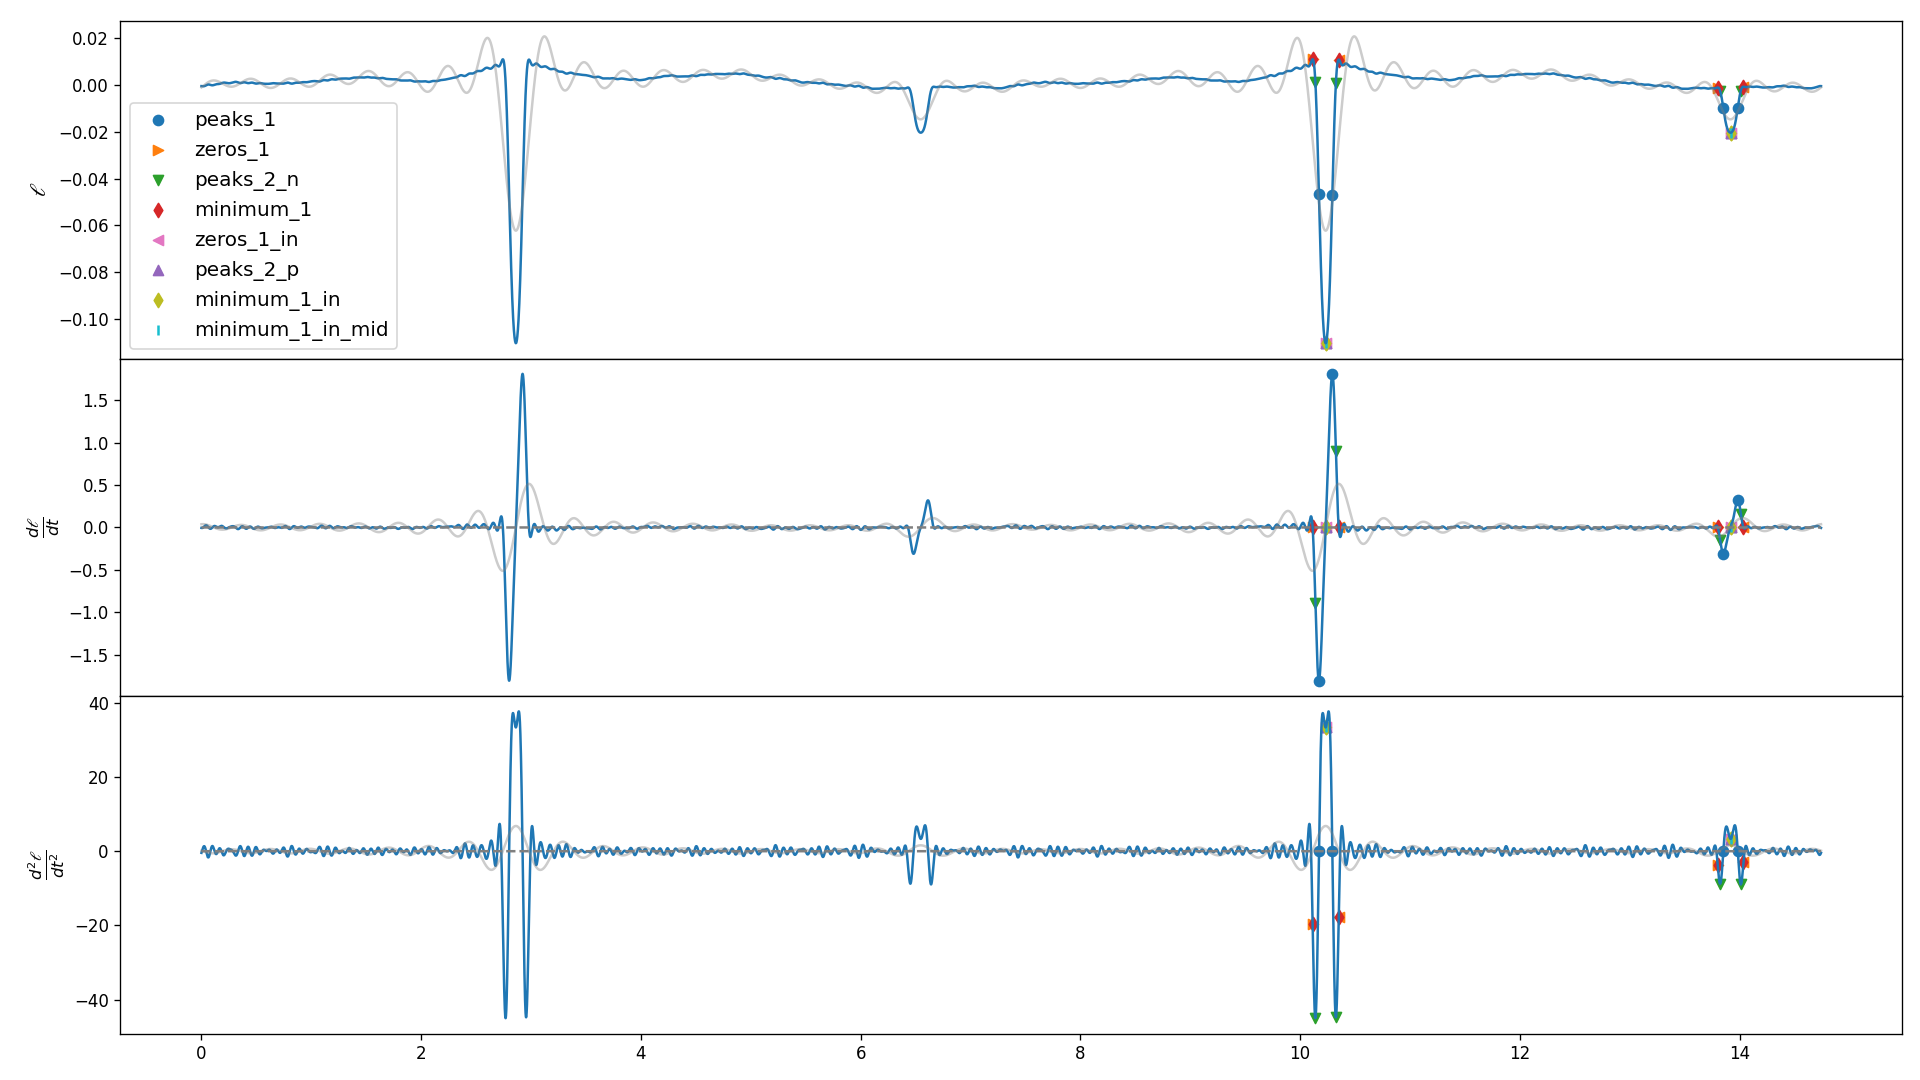 0.02
0.00
−0.02
−0.04
−0.06
−0.08
−0.10
ℓ
peaks_1
zeros_1
peaks_2_n
minimum_1
zeros_1_in
peaks_2_p
minimum_1_in
minimum_1_in_mid
1.5
1.0
0.5
0.0
−0.5
−1.0
−1.5
dℓ
dt
40
20
0
−20
−40
d²ℓ
dt²
0 2 4 6 8 10 12 14